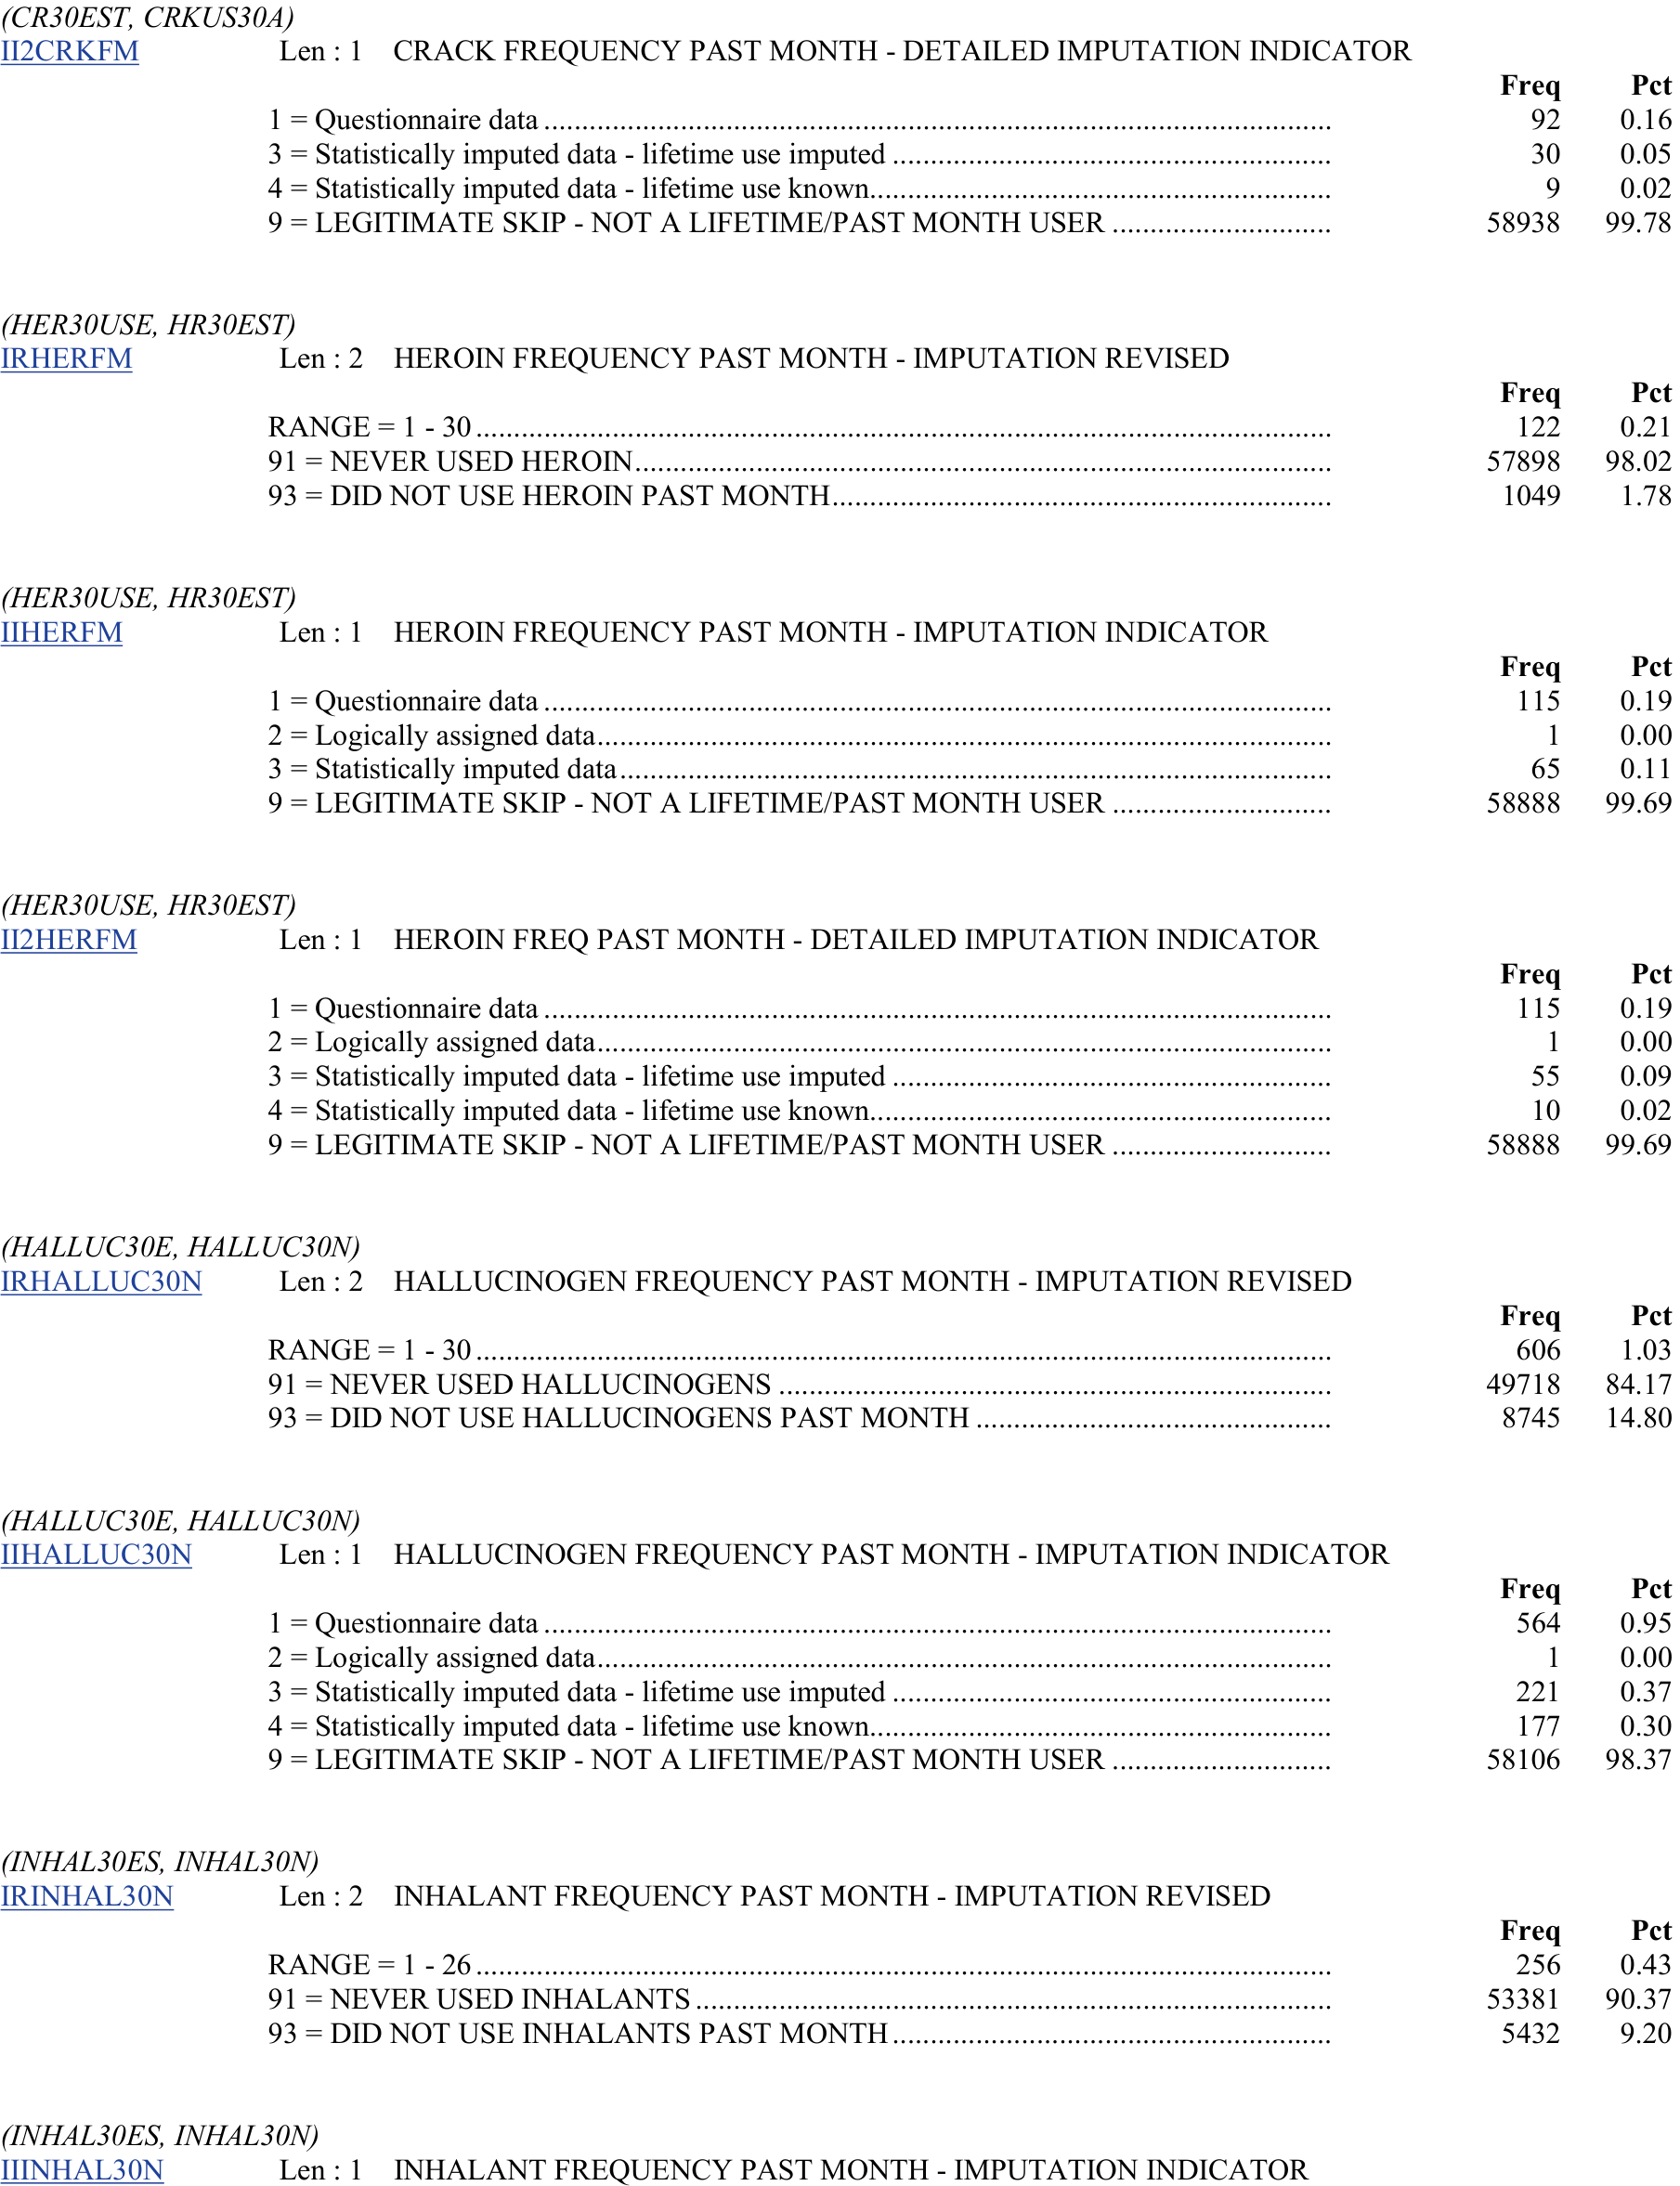 (CR30EST, CRKUS30A)
II2CRKFM Len : 1 CRACK FREQUENCY PAST MONTH - DETAILED IMPUTATION INDICATOR
Freq Pct
1 = Questionnaire data ........................................................................................................ 92 0.16
3 = Statistically imputed data - lifetime use imputed .......................................................... 30 0.05
4 = Statistically imputed data - lifetime use known............................................................. 9 0.02
9 = LEGITIMATE SKIP - NOT A LIFETIME/PAST MONTH USER ............................. 58938 99.78
(HER30USE, HR30EST)
IRHERFM Len : 2 HEROIN FREQUENCY PAST MONTH - IMPUTATION REVISED
Freq Pct
RANGE = 1 - 30 ................................................................................................................. 122 0.21
91 = NEVER USED HEROIN............................................................................................ 57898 98.02
93 = DID NOT USE HEROIN PAST MONTH.................................................................. 1049 1.78
(HER30USE, HR30EST)
IIHERFM Len : 1 HEROIN FREQUENCY PAST MONTH - IMPUTATION INDICATOR
Freq Pct
1 = Questionnaire data ........................................................................................................ 115 0.19
2 = Logically assigned data................................................................................................. 1 0.00
3 = Statistically imputed data.............................................................................................. 65 0.11
9 = LEGITIMATE SKIP - NOT A LIFETIME/PAST MONTH USER ............................. 58888 99.69
(HER30USE, HR30EST)
II2HERFM Len : 1 HEROIN FREQ PAST MONTH - DETAILED IMPUTATION INDICATOR
Freq Pct
1 = Questionnaire data ........................................................................................................ 115 0.19
2 = Logically assigned data................................................................................................. 1 0.00
3 = Statistically imputed data - lifetime use imputed .......................................................... 55 0.09
4 = Statistically imputed data - lifetime use known............................................................. 10 0.02
9 = LEGITIMATE SKIP - NOT A LIFETIME/PAST MONTH USER ............................. 58888 99.69
(HALLUC30E, HALLUC30N)
IRHALLUC30N Len : 2 HALLUCINOGEN FREQUENCY PAST MONTH - IMPUTATION REVISED
Freq Pct
RANGE = 1 - 30 ................................................................................................................. 606 1.03
91 = NEVER USED HALLUCINOGENS ......................................................................... 49718 84.17
93 = DID NOT USE HALLUCINOGENS PAST MONTH ............................................... 8745 14.80
(HALLUC30E, HALLUC30N)
IIHALLUC30N Len : 1 HALLUCINOGEN FREQUENCY PAST MONTH - IMPUTATION INDICATOR
Freq Pct
1 = Questionnaire data ........................................................................................................ 564 0.95
2 = Logically assigned data................................................................................................. 1 0.00
3 = Statistically imputed data - lifetime use imputed .......................................................... 221 0.37
4 = Statistically imputed data - lifetime use known............................................................. 177 0.30
9 = LEGITIMATE SKIP - NOT A LIFETIME/PAST MONTH USER ............................. 58106 98.37
(INHAL30ES, INHAL30N)
IRINHAL30N Len : 2 INHALANT FREQUENCY PAST MONTH - IMPUTATION REVISED
Freq Pct
RANGE = 1 - 26 ................................................................................................................. 256 0.43
91 = NEVER USED INHALANTS .................................................................................... 53381 90.37
93 = DID NOT USE INHALANTS PAST MONTH.......................................................... 5432 9.20
(INHAL30ES, INHAL30N)
IIINHAL30N Len : 1 INHALANT FREQUENCY PAST MONTH - IMPUTATION INDICATOR